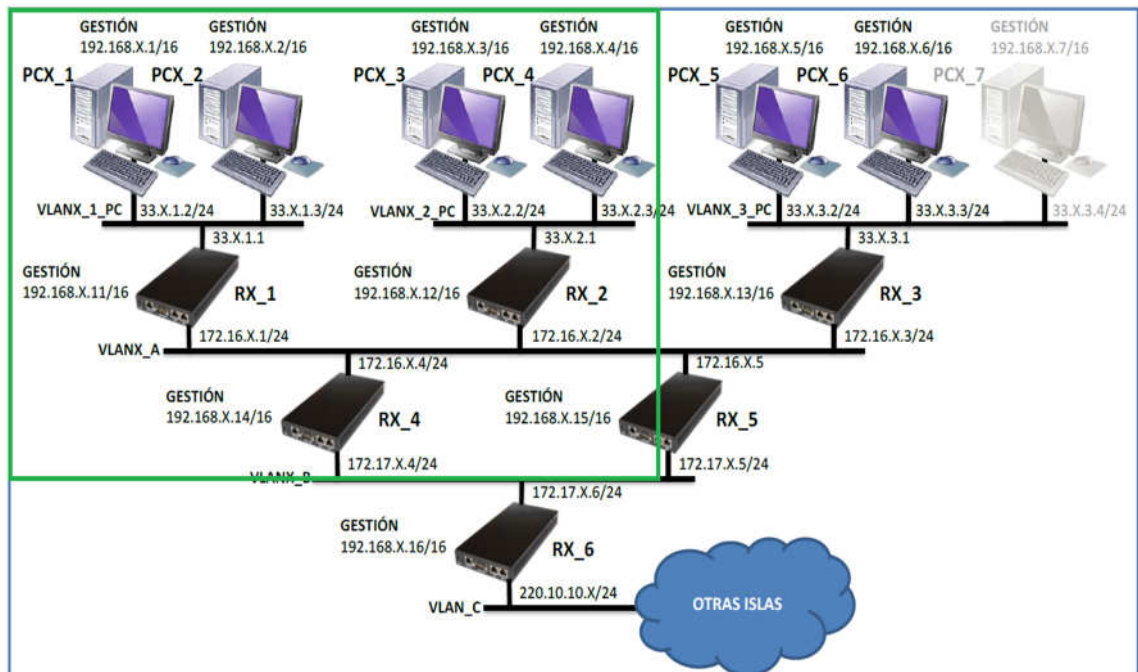 GESTIÓN
192.168.X.1/16
GESTIÓN
192.168.X.2/16
GESTIÓN
192.168.X.3/16
GESTIÓN
192.168.X.4/16
GESTIÓN
192.168.X.5/16
GESTIÓN
192.168.X.6/16
GESTIÓN
192.168.X.7/16
PCX_1
PCX_2
PCX_3
PCX_4
PCX_5
PCX_6
PCX_7
VLANX_1_PC
33.X.1.2/24
33.X.1.3/24
VLANX_2_PC
33.X.2.2/24
33.X.2.3/24
VLANX_3_PC
33.X.3.2/24
33.X.3.3/24
33.X.3.4/24
33.X.1.1
33.X.2.1
33.X.3.1
GESTIÓN
192.168.X.11/16
RX_1
GESTIÓN
192.168.X.12/16
RX_2
GESTIÓN
192.168.X.13/16
RX_3
172.16.X.1/24
172.16.X.2/24
172.16.X.3/24
VLANX_A
172.16.X.4/24
172.16.X.5
GESTIÓN
192.168.X.14/16
RX_4
GESTIÓN
192.168.X.15/16
RX_5
172.17.X.4/24
172.17.X.5/24
VLANX_B
172.17.X.6/24
GESTIÓN
192.168.X.16/16
RX_6
220.10.10.X/24
VLAN_C
OTRAS ISLAS